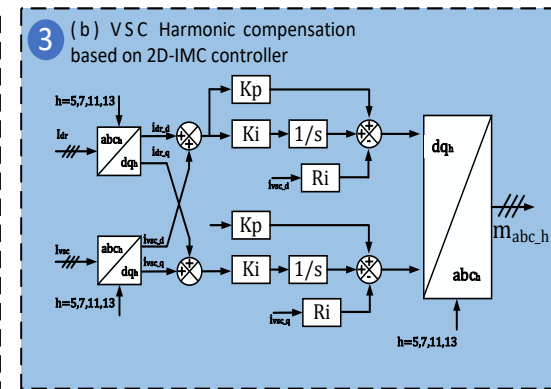 3
(b) VSC Harmonic compensation
based on 2D-IMC controller
h=5,7,11,13
Idr
abch
dqh
idr_d
idr_q
Kp
Ki
1/s
ivsc_d
Ri
Ivsc
abch
dqh
ivsc_d
ivsc_q
h=5,7,11,13
Kp
Ki
1/s
ivsc_q
Ri
dqh
abch
mabc_h
h=5,7,11,13